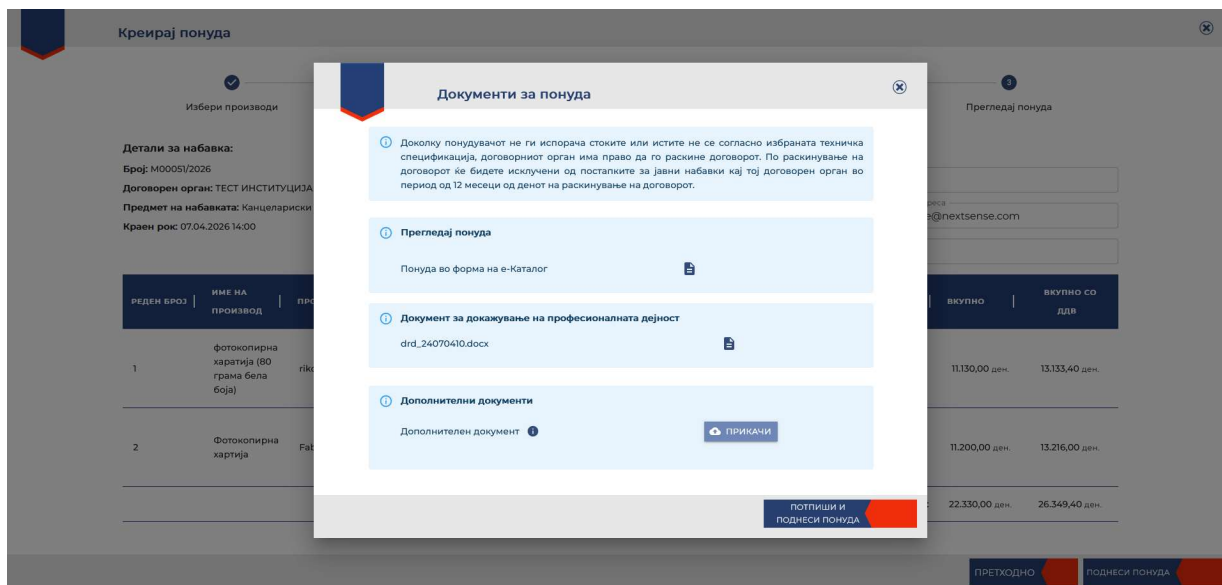 Креирај понуда
Избери производи
3
Прегледај понуда
Детали за набавка:
Број: M00051/2026
Договорен орган: ТЕСТ ИНСТИТУЦИЈА
Предмет на набавката: Канцелариски
Краен рок: 07.04.2026 14:00
e@nextsense.com
РЕДЕН БРОЈ
ИМЕ НА
ПРОИЗВОД
ВКУПНО
ВКУПНО СО
ДДВ
1
фотокопирна
харатија (80
грама бела
боја)
11.130,00 ден.
13.133,40 ден.
2
Фотокопирна
хартија
11.200,00 ден.
13.216,00 ден.
22.330,00 ден.
26.349,40 ден.
Документи за понуда
Доколку понудувачот не ги испорача стоките или истите не се согласно избраната техничка
спецификација, договорниот орган има право да го раскине договорот. По раскинување на
договорот ќе бидете исклучени од постапките за јавни набавки кај тој договорен орган во
период од 12 месеци од денот на раскинување на договорот.
Прегледај понуда
Понуда во форма на е-Каталог
Документ за докажување на професионалната дејност
drd_24070410.docx
Дополнителни документи
Дополнителен документ
ПРИКАЧИ
ПОТПИШИ И
ПОДНЕСИ ПОНУДА
ПРЕТХОДНО
ПОДНЕСИ ПОНУДА